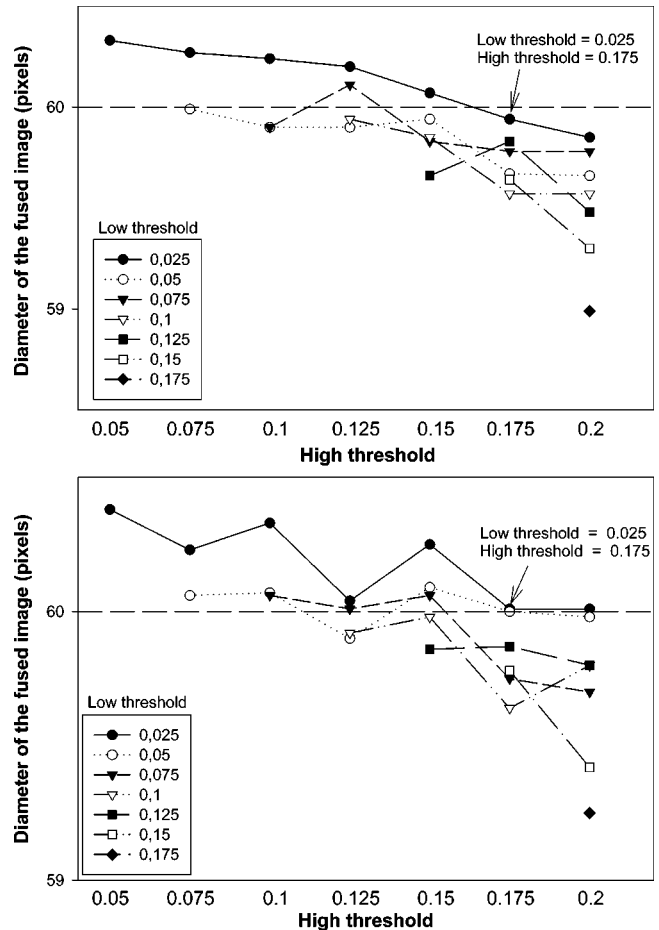 Diameter of the fused image (pixels)
Low threshold = 0.025
High threshold = 0.175
60
Low threshold
0,025
0,05
0,075
0,1
0,125
0,15
0,175
59
0.05 0.075 0.1 0.125 0.15 0.175 0.2
High threshold
Diameter of the fused image (pixels)
Low threshold = 0.025
High threshold = 0.175
60
Low threshold
0,025
0,05
0,075
0,1
0,125
0,15
0,175
59
0.05 0.075 0.1 0.125 0.15 0.175 0.2
High threshold